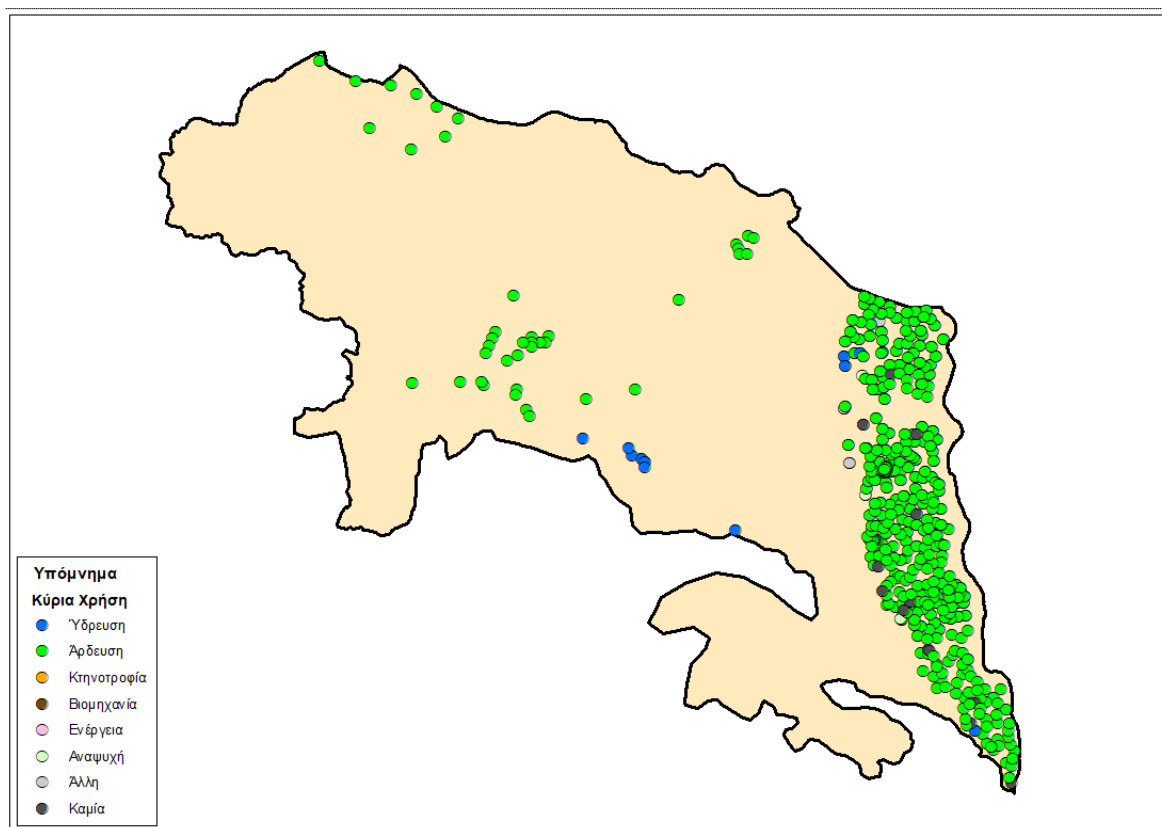 Υπόμνημα
Κύρια Χρήση
Ύδρευση
Άρδευση
Κτηνοτροφία
Βιομηχανία
Ενέργεια
Αναψυχή
Άλλη
Καμία